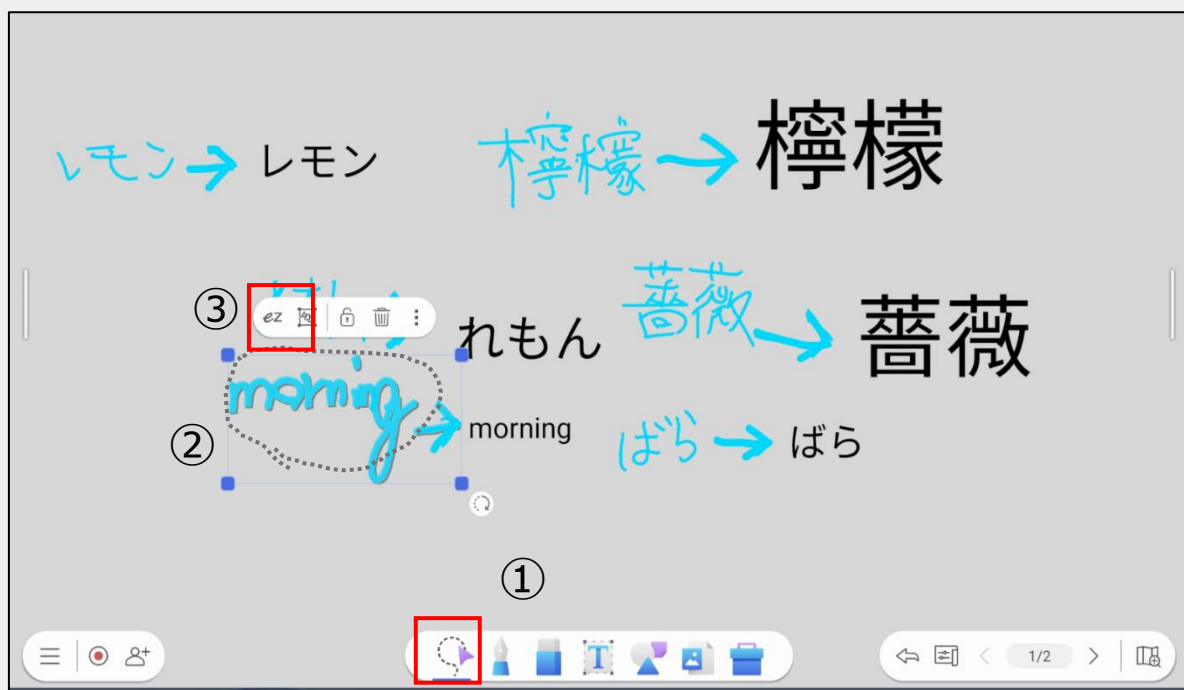 レモン → レモン
檸檬 → 檸檬
③
ez
→ れもん
薔薇 → 薔薇
②
morning → morning
ばら → ばら
①
T
1/2